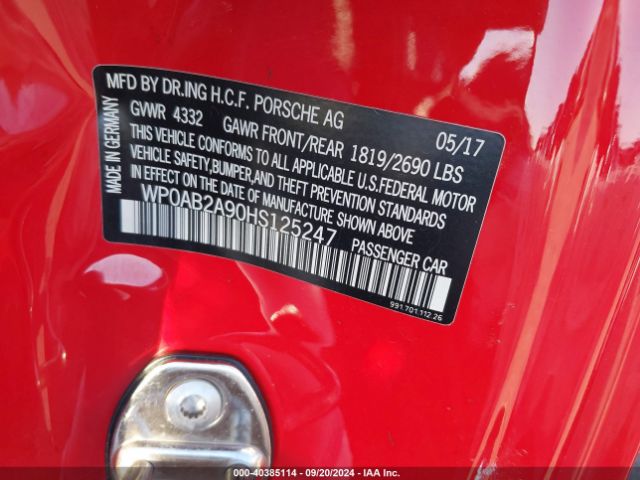 MFD BY DR.ING H.C.F. PORSCHE AG
MADE IN GERMANY
GVWR 4332 GAWR FRONT/REAR 1819/2690 LBS 05/17
THIS VEHICLE CONFORMS TO ALL APPLICABLE U.S.FEDERAL MOTOR
VEHICLE SAFETY,BUMPER,AND THEFT PREVENTION STANDARDS
IN EFFECT ON THE DATE OF MANUFACTURE SHOWN ABOVE
WP0AB2A90HS125247 PASSENGER CAR
991.701.112.26
000-40385114 - 09/20/2024 - IAA Inc.